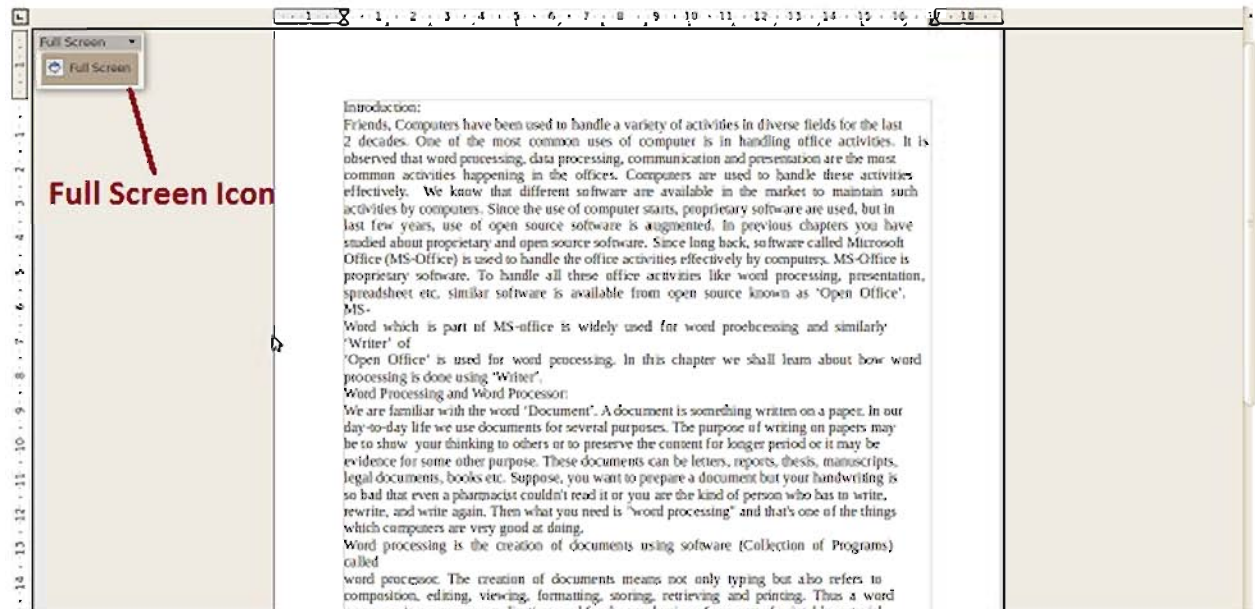 1 1 2 3 4 5 6 7 8 9 10 11 12 13 14 15 16 18
Full Screen
Full Screen
Full Screen Icon
Introduction:
Friends, Computers have been used to handle a variety of activities in diverse fields for the last
2 decades. One of the most common uses of computer is in handling office activities. It is
observed that word processing, data processing, communication and presentation are the most
common activities happening in the offices. Computers are used to handle these activities
effectively. We know that different software are available in the market to maintain such
activities by computers. Since the use of computer starts, proprietary software are used, but in
last few years, use of open source software is augmented. In previous chapters you have
studied about proprietary and open source software. Since long back, software called Microsoft
Office (MS-Office) is used to handle the office activities effectively by computers. MS-Office is
proprietary software. To handle all these office activities like word processing, presentation,
spreadsheet etc, similar software is available from open source known as 'Open Office'.
MS-
Word which is part of MS-office is widely used for word proebcessing and similarly
'Writer' of
'Open Office' is used for word processing. In this chapter we shall learn about how word
processing is done using "Writer".
Word Processing and Word Processor:
We are familiar with the word 'Document'. A document is something written on a paper. In our
day-to-day life we use documents for several purposes. The purpose of writing on papers may
be to show your thinking to others or to preserve the content for longer period or it may be
evidence for some other purpose. These documents can be letters, reports, thesis, manuscripts,
legal documents, books etc. Suppose, you want to prepare a document but your handwriting is
so bad that even a pharmacist couldn't read it or you are the kind of person who has to write,
rewrite, and write again. Then what you need is "word processing" and that's one of the things
which computers are very good at doing.
Word processing is the creation of documents using software (Collection of Programs)
called
word processor. The creation of documents means not only typing but also refers to
composition, editing, viewing, formatting, storing, retrieving and printing. Thus a word